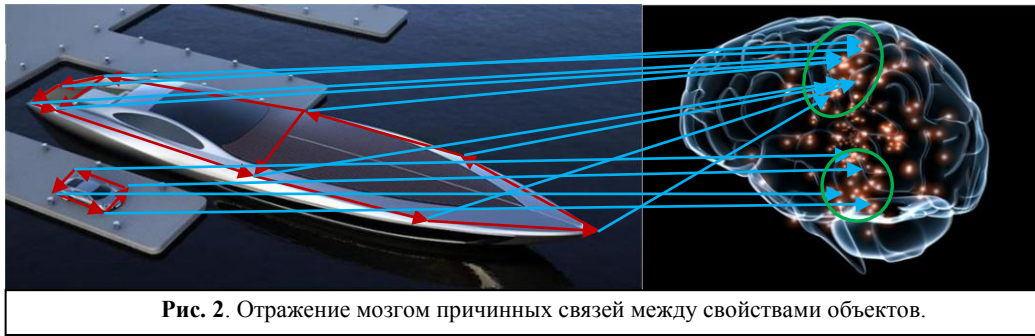 Рис. 2. Отражение мозгом причинных связей между свойствами объектов.